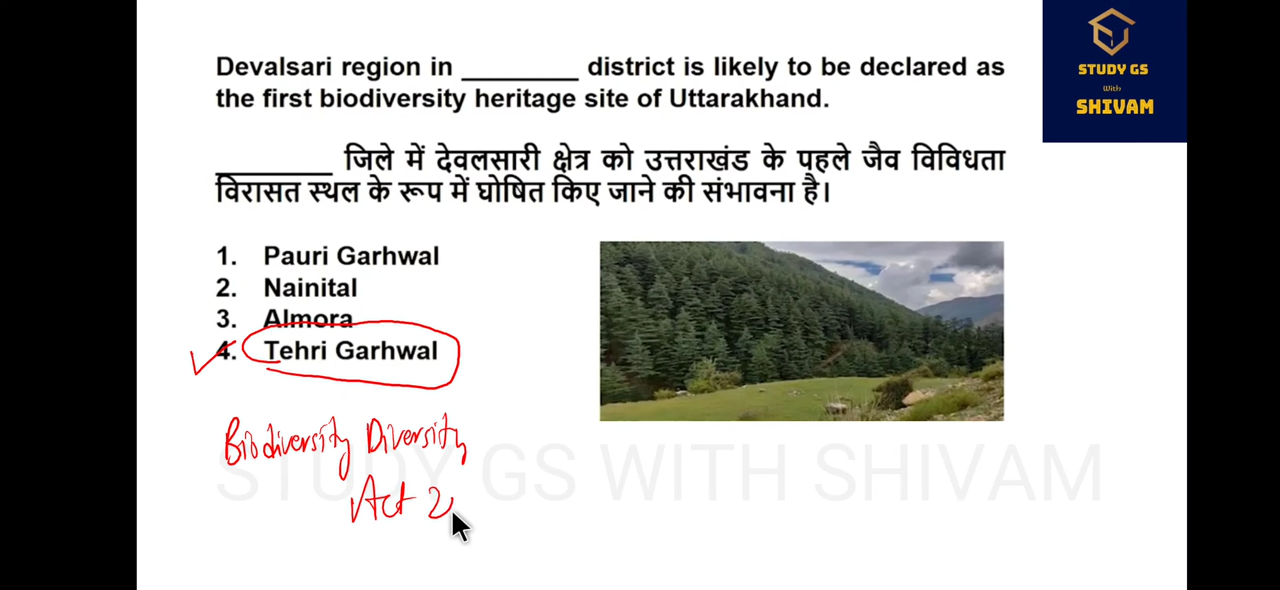 STUDY GS
With
SHIVAM
Devalsari region in ________ district is likely to be declared as
the first biodiversity heritage site of Uttarakhand.
________ जिले में देवलसारी क्षेत्र को उत्तराखंड के पहले जैव विविधता
विरासत स्थल के रूप में घोषित किए जाने की संभावना है।
1. Pauri Garhwal
2. Nainital
3. Almora
4. Tehri Garhwal
Biodiversity Diversity
Act 2
STUDY GS WITH SHIVAM